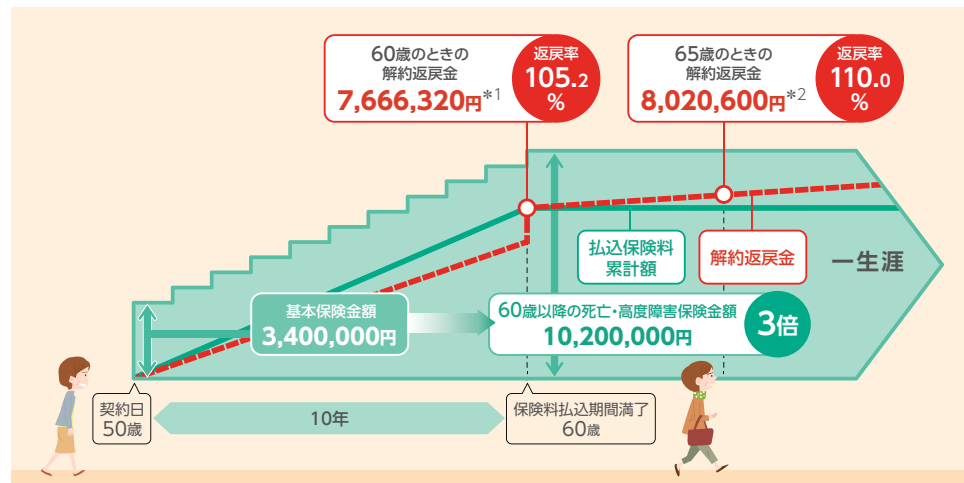 60歳のときの
解約返戻金
7,666,320円*1
返戻率
105.2
%
65歳のときの
解約返戻金
8,020,600円*2
返戻率
110.0
%
払込保険料
累計額
解約返戻金
一生涯
基本保険金額
3,400,000円
60歳以降の死亡・高度障害保険金額
10,200,000円
3倍
契約日
50歳
10年
保険料払込期間満了
60歳